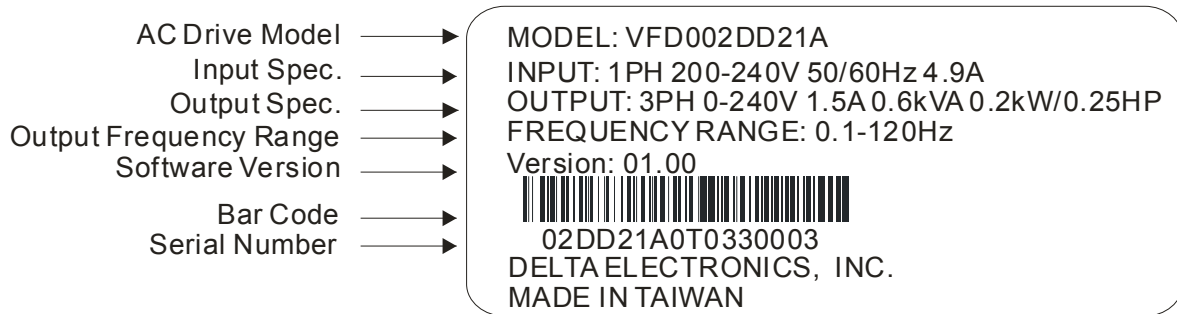 AC Drive Model
Input Spec.
Output Spec.
Output Frequency Range
Software Version
Bar Code
Serial Number
MODEL: VFD002DD21A
INPUT: 1PH 200-240V 50/60Hz 4.9A
OUTPUT: 3PH 0-240V 1.5A 0.6kVA 0.2kW/0.25HP
FREQUENCY RANGE: 0.1-120Hz
Version: 01.00
02DD21A0T0330003
DELTA ELECTRONICS, INC.
MADE IN TAIWAN